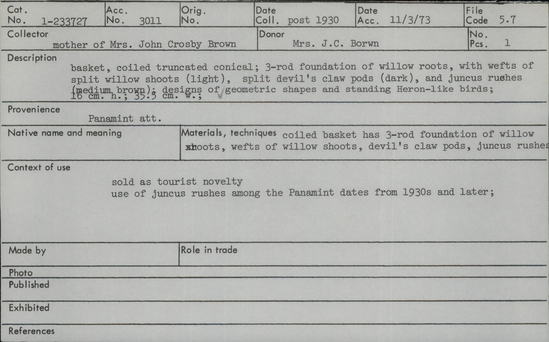 Cat. No. 1-233727 Acc. No. 3011 Orig. No. Date Coll. post 1930 Date Acc. 11/3/73 File Code 5.7
Collector mother of Mrs. John Crosby Brown Donor Mrs. J.C. Borwn No. Pcs. 1
Description
basket, coiled truncated conical; 3-rod foundation of willow roots, with wefts of
split willow shoots (light), split devil's claw pods (dark), and juncus rushes
(medium brown); designs of geometric shapes and standing Heron-like birds;
16 cm. h.; 35.5 cm. w.;
Provenience
Panamint att.
Native name and meaning Materials, techniques coiled basket has 3-rod foundation of willow
shoots, wefts of willow shoots, devil's claw pods, juncus rushes
Context of use
sold as tourist novelty
use of juncus rushes among the Panamint dates from 1930s and later;
Made by Role in trade
Photo
Published
Exhibited
References